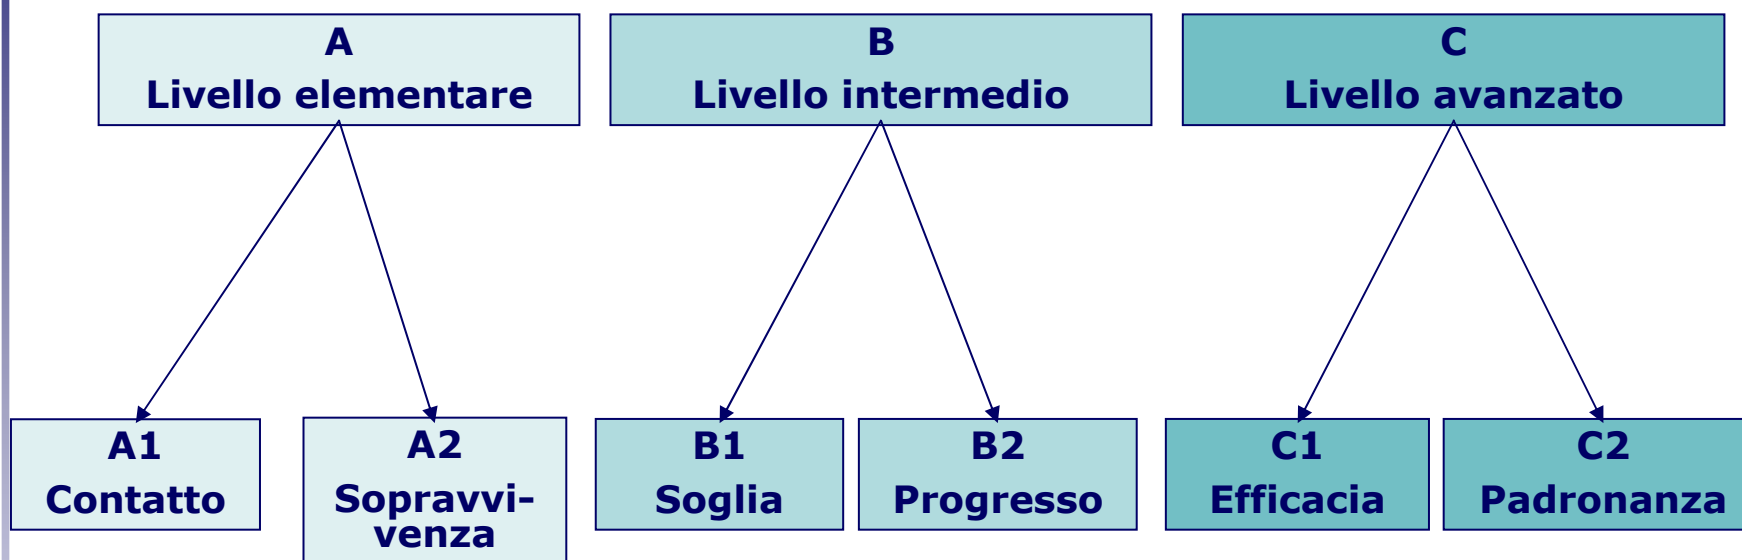 A
Livello elementare
B
Livello intermedio
C
Livello avanzato
A1
Contatto
A2
Sopravvi-
venza
B1
Soglia
B2
Progresso
C1
Efficacia
C2
Padronanza